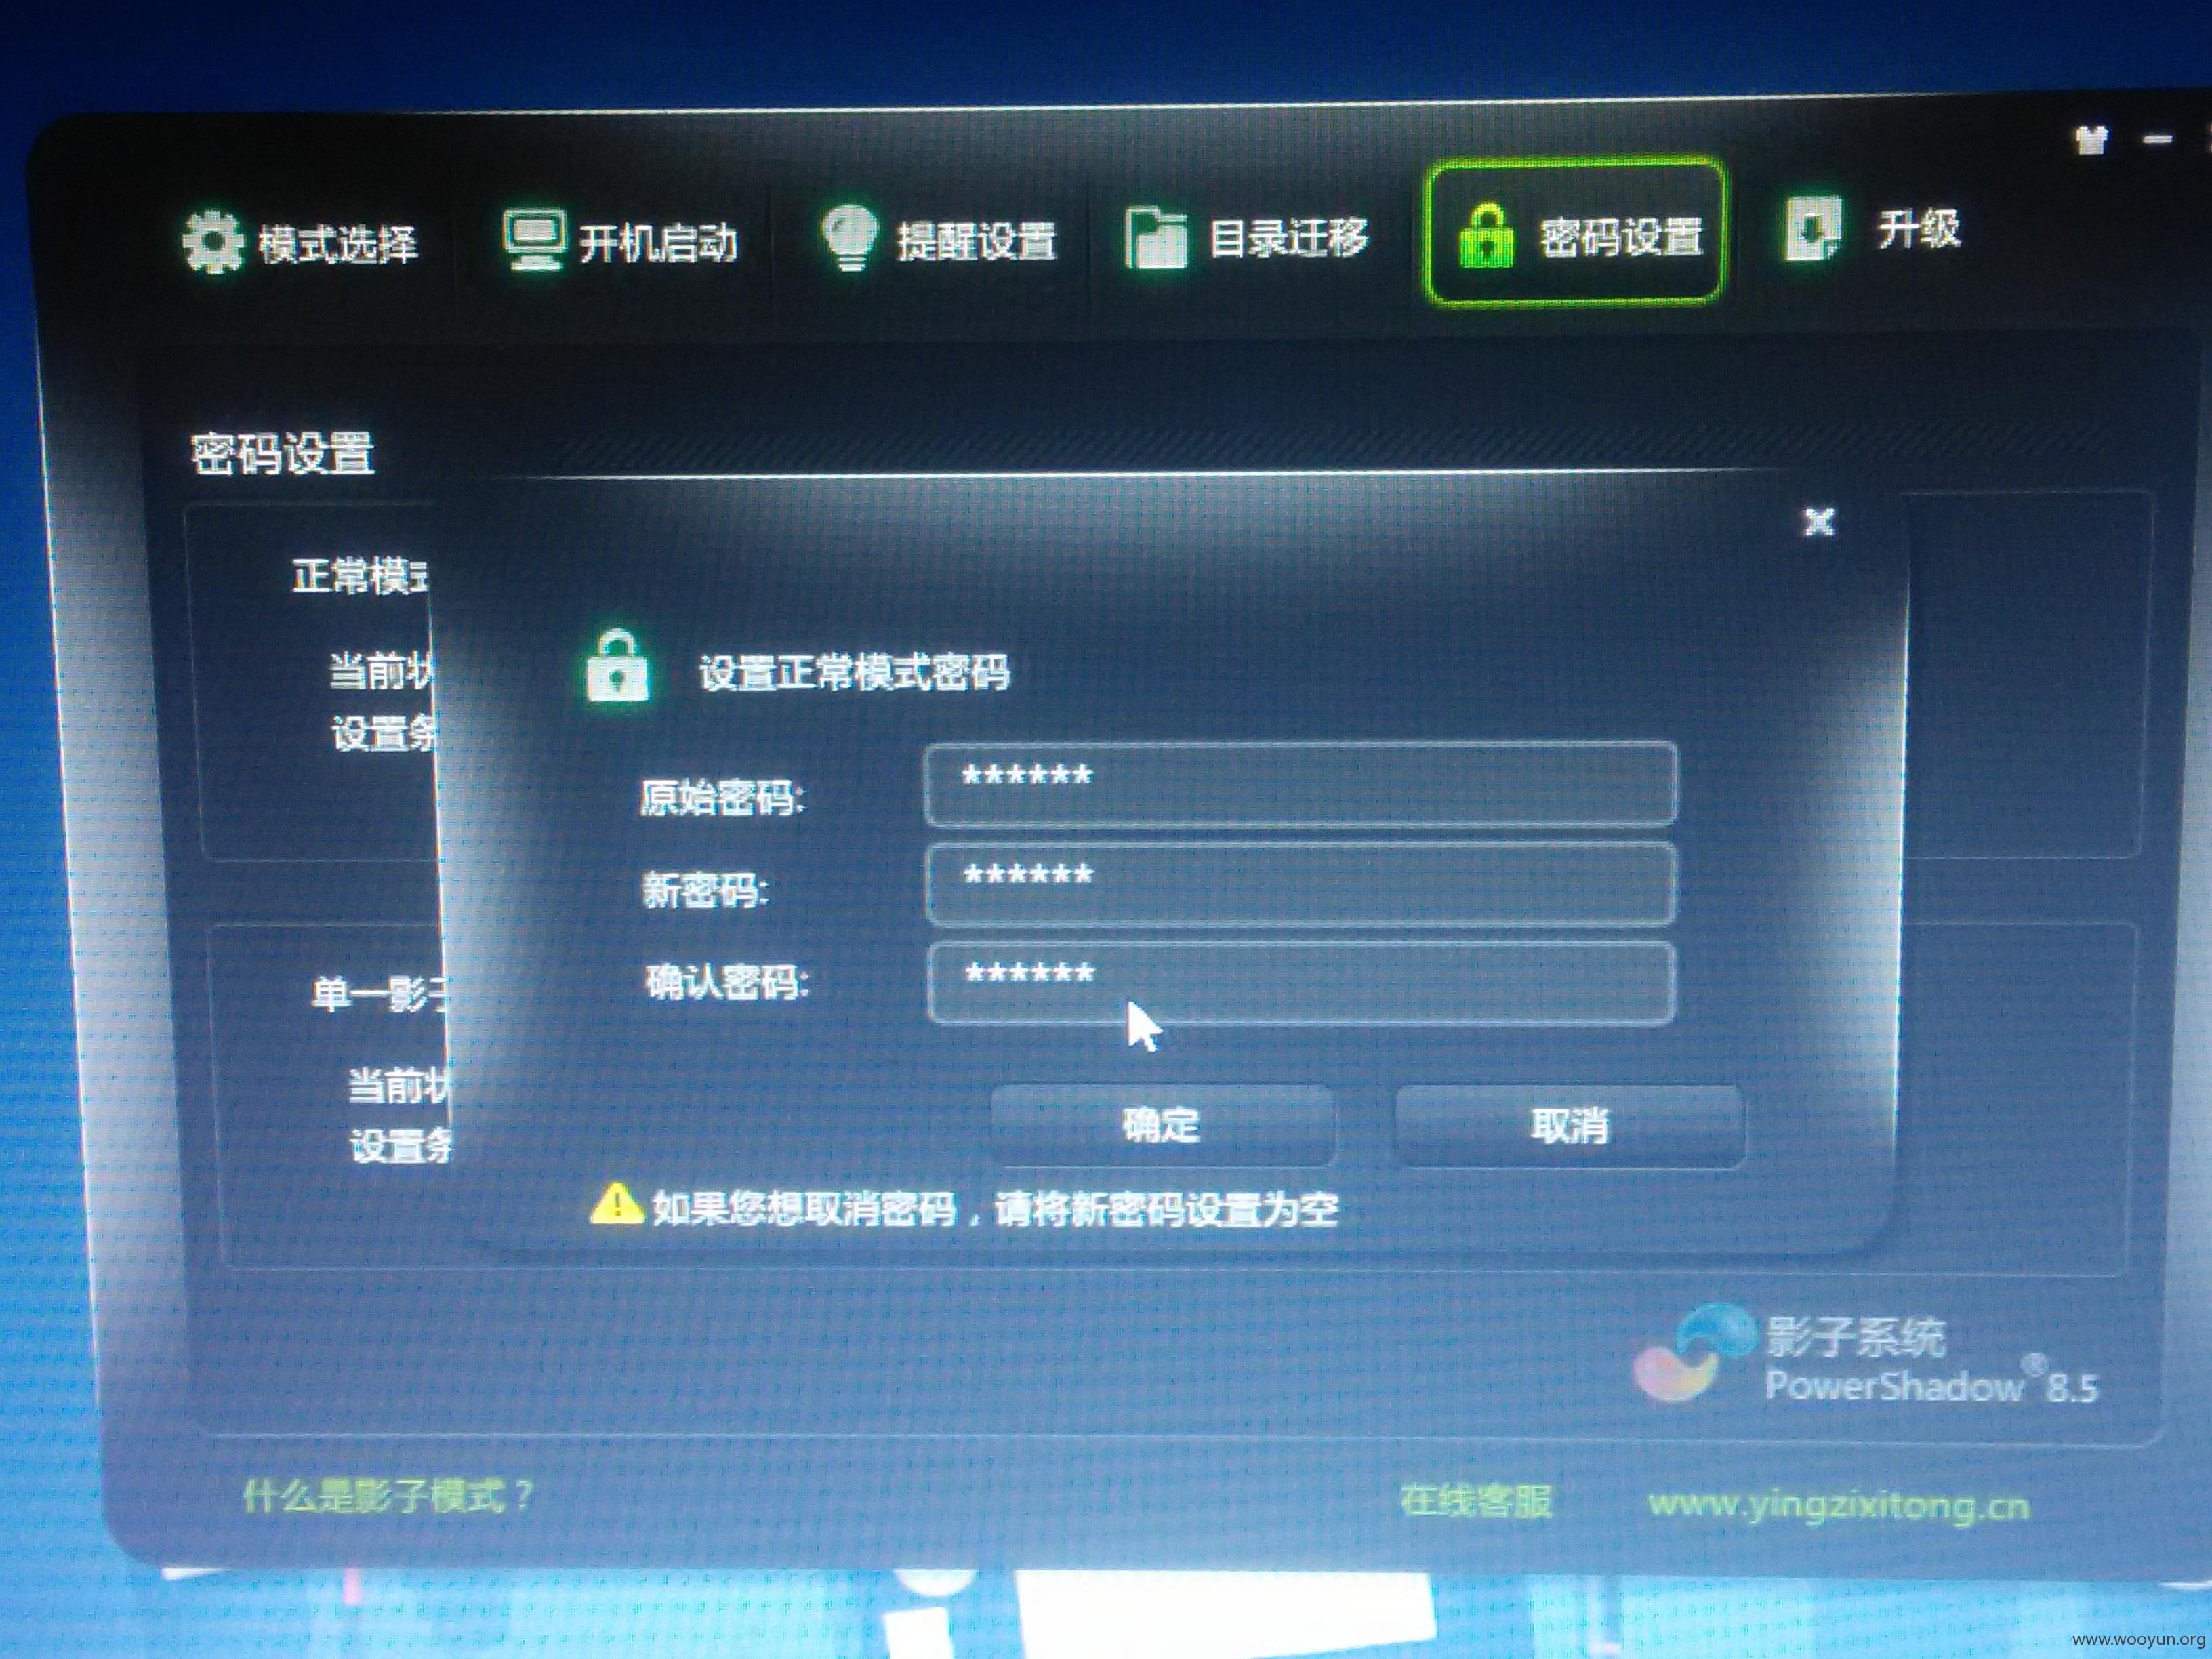 模式选择
开机启动
提醒设置
目录迁移
密码设置
升级
密码设置
正常模式
当前状
设置条
设置正常模式密码
原始密码: ******
新密码: ******
确认密码: ******
确定
取消
如果您想取消密码，请将新密码设置为空
单一影子
当前状
设置条
影子系统
PowerShadow® 8.5
什么是影子模式？
在线客服
www.yingzixitong.cn
www.wooyun.org